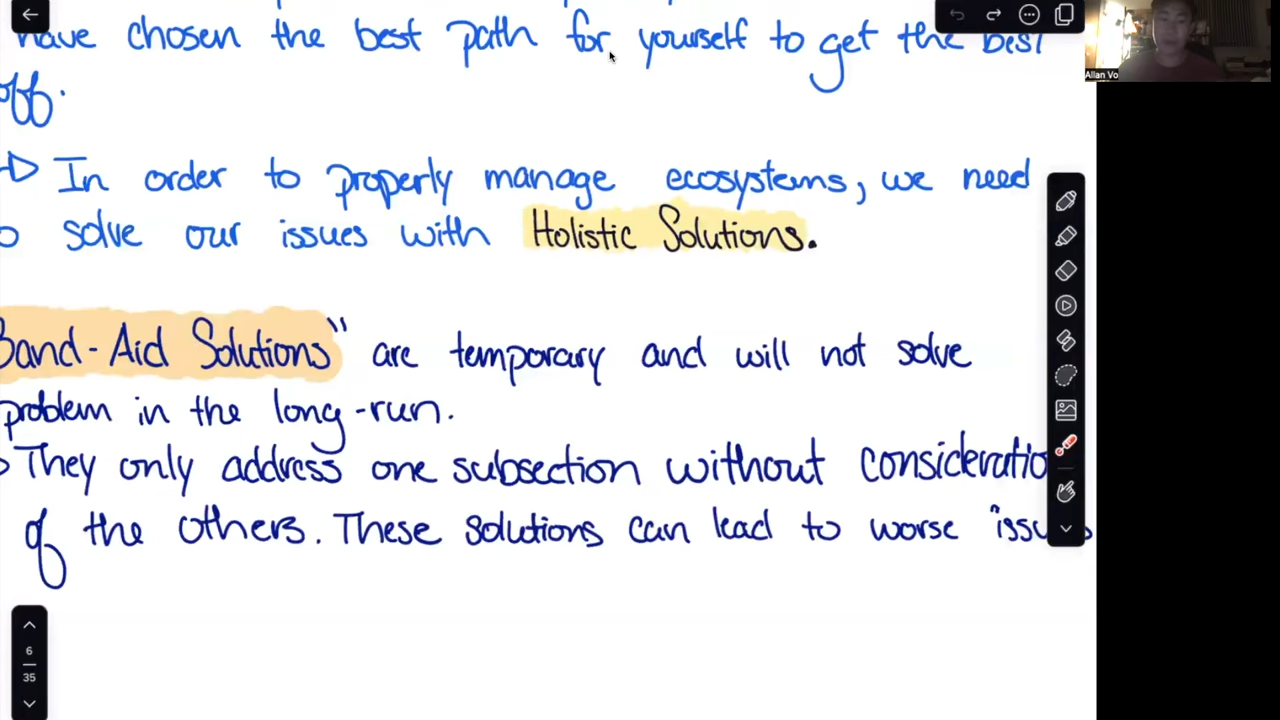 have chosen the best path for yourself to get the best
off.
In order to properly manage ecosystems, we need
solve our issues with Holistic Solutions.
Band-Aid Solutions" are temporary and will not solve
problem in the long-run.
They only address one subsection without consideratio
of the others. These solutions can lead to worse "issu
Allan Vo
6
35